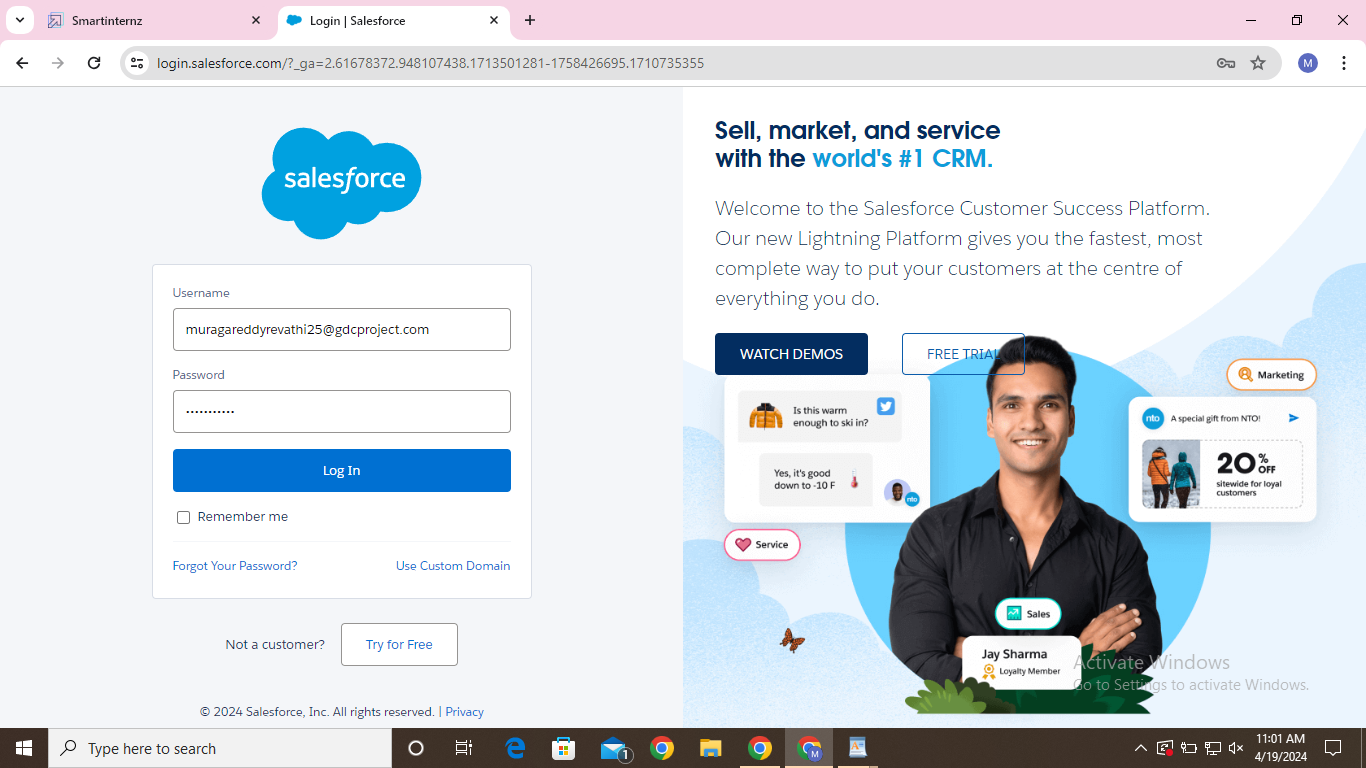 Smartinternz
Login | Salesforce
login.salesforce.com/?_ga=2.61678372.948107438.1713501281-1758426695.1710735355
M
salesforce
Username
muragareddyrevathi25@gdcproject.com
Password
Log In
Remember me
Forgot Your Password?
Use Custom Domain
Not a customer?
Try for Free
© 2024 Salesforce, Inc. All rights reserved. | Privacy
Sell, market, and service
with the world's #1 CRM.
Welcome to the Salesforce Customer Success Platform.
Our new Lightning Platform gives you the fastest, most
complete way to put your customers at the centre of
everything you do.
WATCH DEMOS
FREE TRIAL
Is this warm
enough to ski in?
Yes, it's good
down to -10 F
nto
Service
Marketing
nto
A special gift from NTO!
20% OFF
sitewide for loyal
customers
Sales
Jay Sharma
Loyalty Member
Activate Windows
Go to Settings to activate Windows.
Type here to search
1
M
11:01 AM
4/19/2024